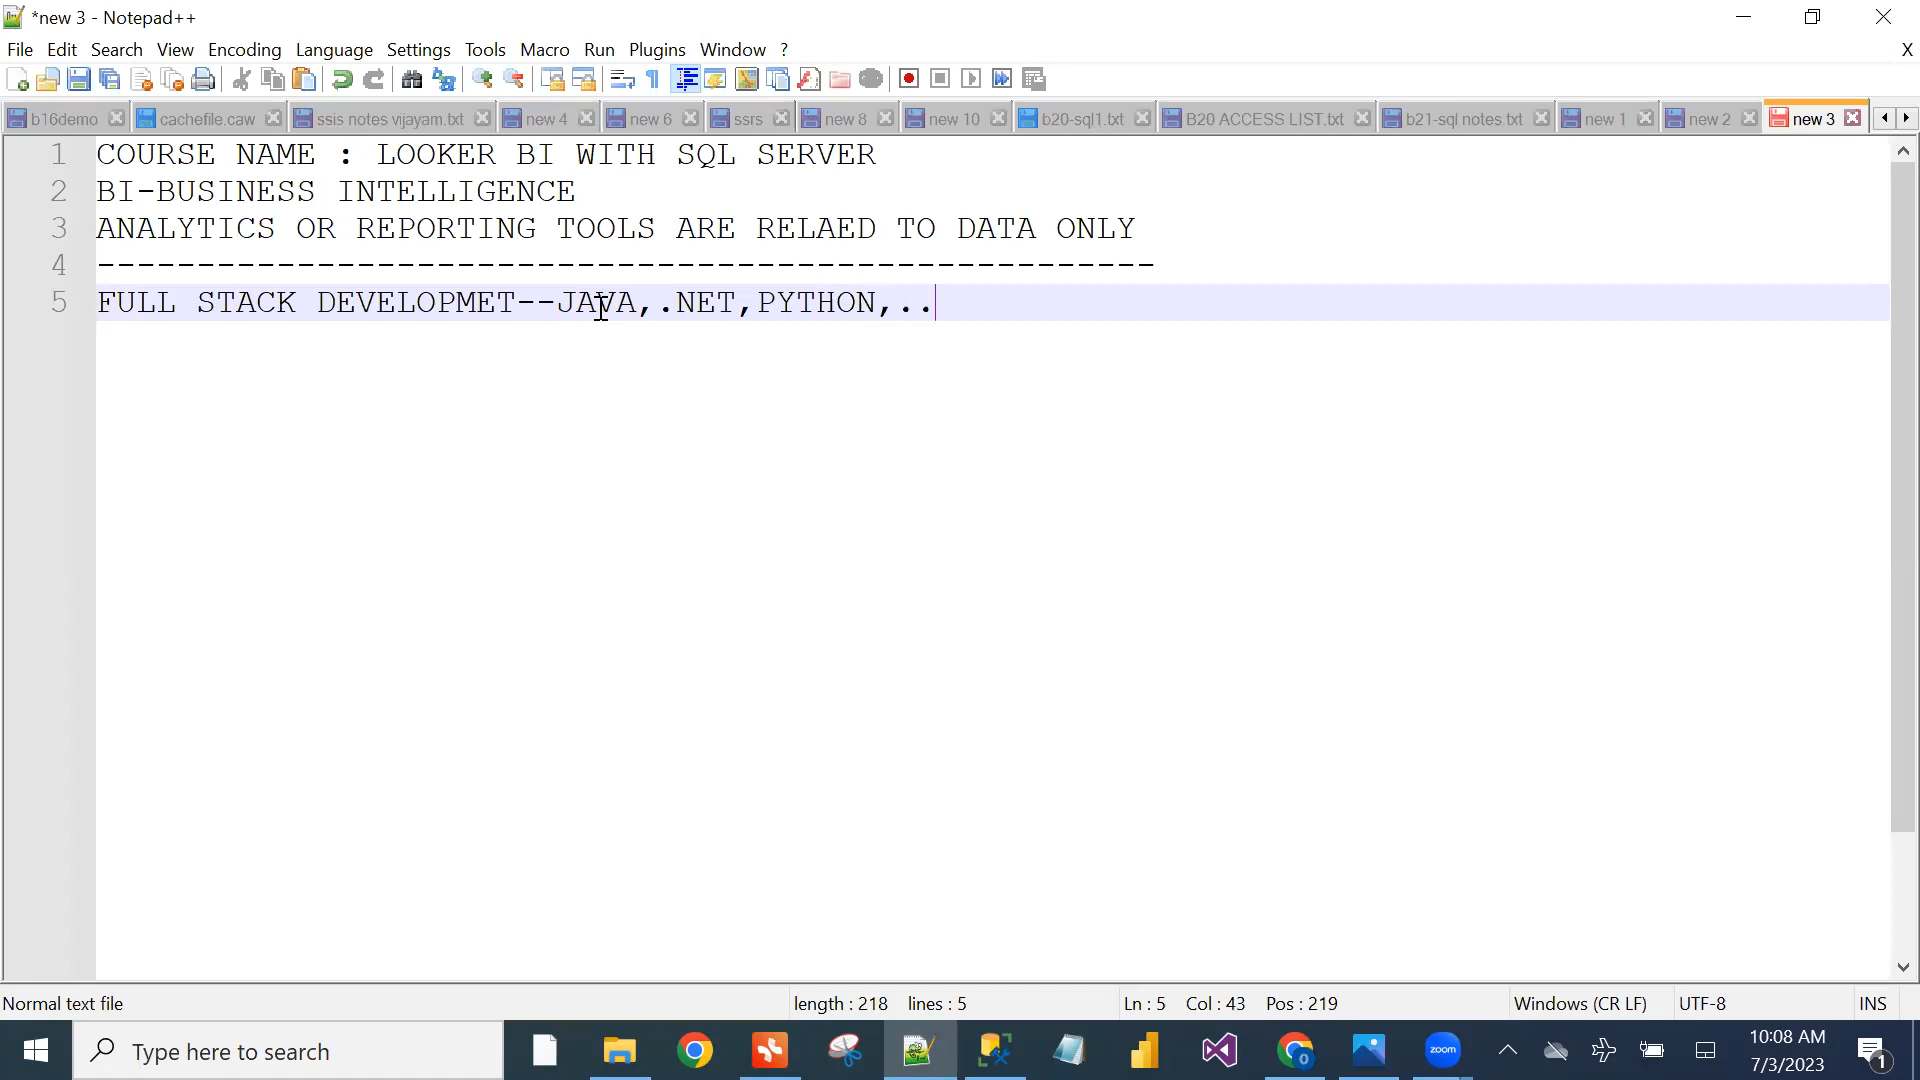 *new 3 - Notepad++
File Edit Search View Encoding Language Settings Tools Macro Run Plugins Window ? X
b16demo cachefile.caw ssis notes vijayam.txt new 4 new 6 ssrs new 8 new 10 b20-sql1.txt B20 ACCESS LIST.txt b21-sql notes.txt new 1 new 2 new 3
1 COURSE NAME : LOOKER BI WITH SQL SERVER
2 BI-BUSINESS INTELLIGENCE
3 ANALYTICS OR REPORTING TOOLS ARE RELAED TO DATA ONLY
4 -----------------------------------------------------
5 FULL STACK DEVELOPMET--JAVA,.NET,PYTHON,..
Normal text file length : 218 lines : 5 Ln : 5 Col : 43 Pos : 219 Windows (CR LF) UTF-8 INS
Type here to search zoom 10:08 AM
7/3/2023 1